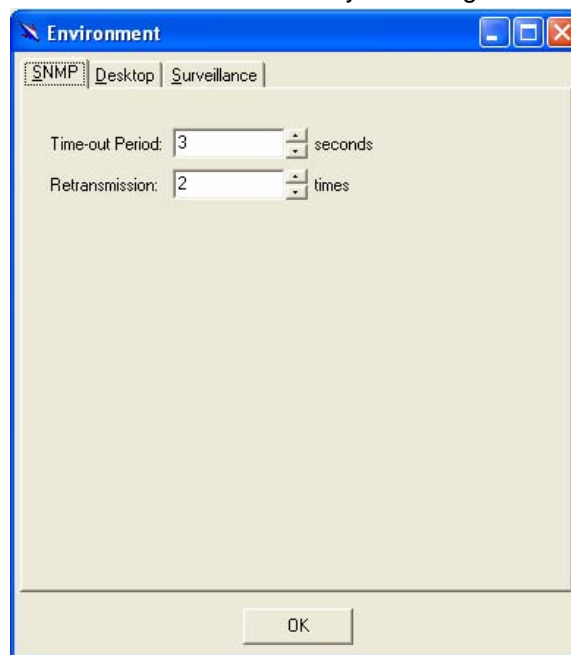 Environment
SNMP Desktop Surveillance
Time-out Period: 3 seconds
Retransmission: 2 times
OK